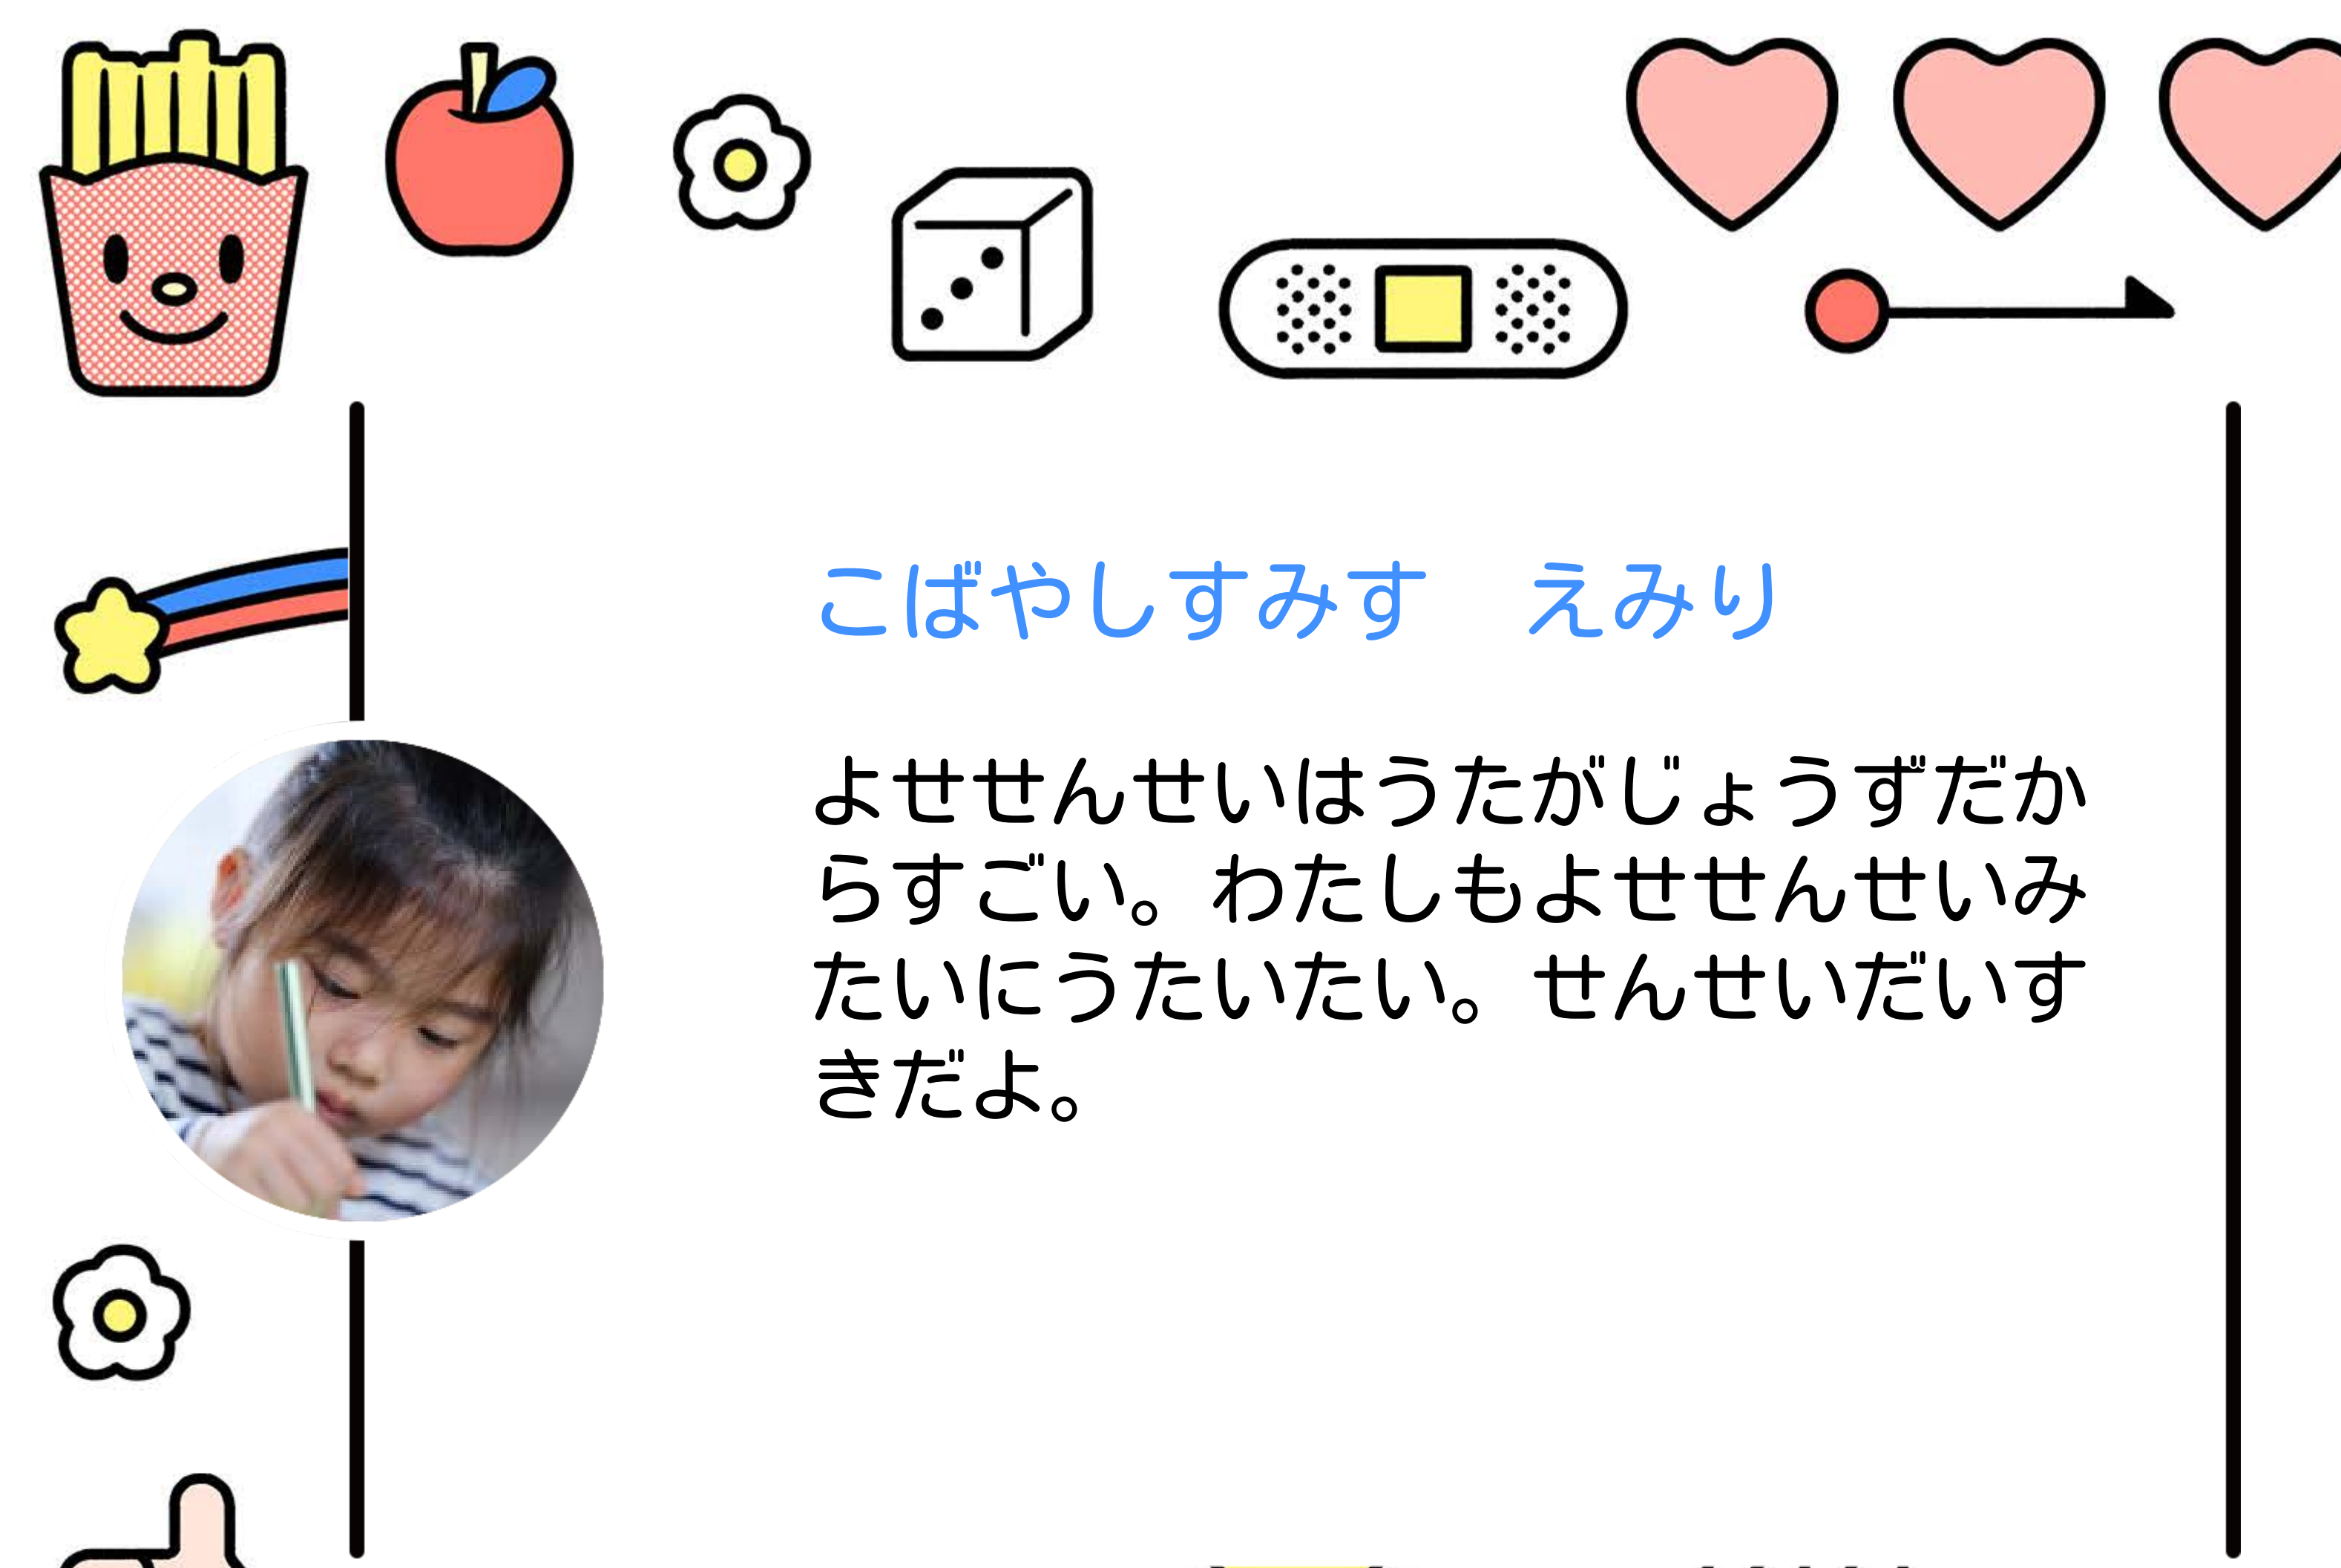 こばやしすみす　えみり
よせせんせいはうたがじょうずだか
らすごい。わたしもよせせんせいみ
たいにうたいたい。せんせいだいす
きだよ。